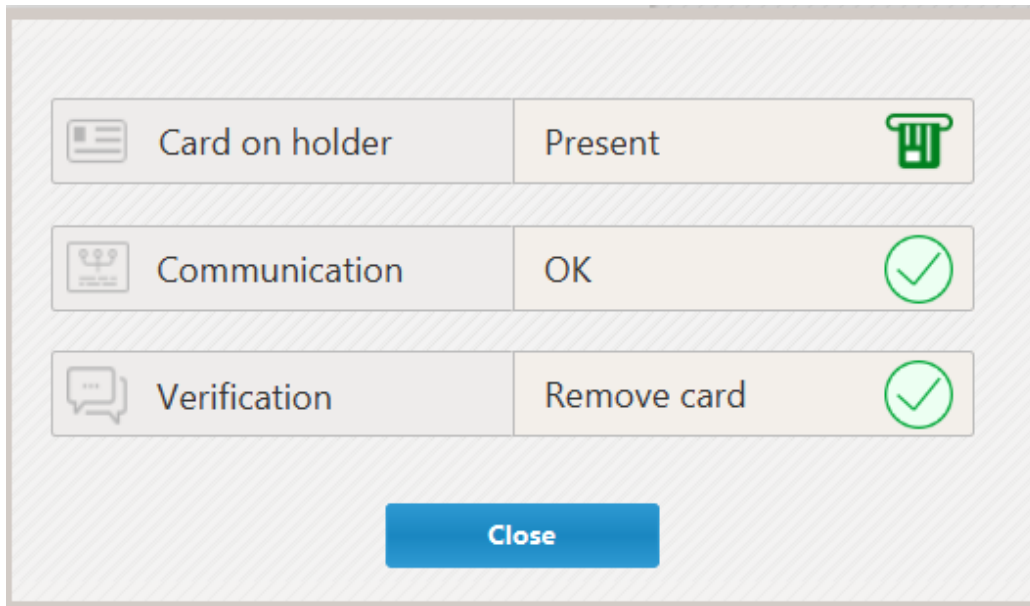 Card on holder Present
Communication OK
Verification Remove card
Close